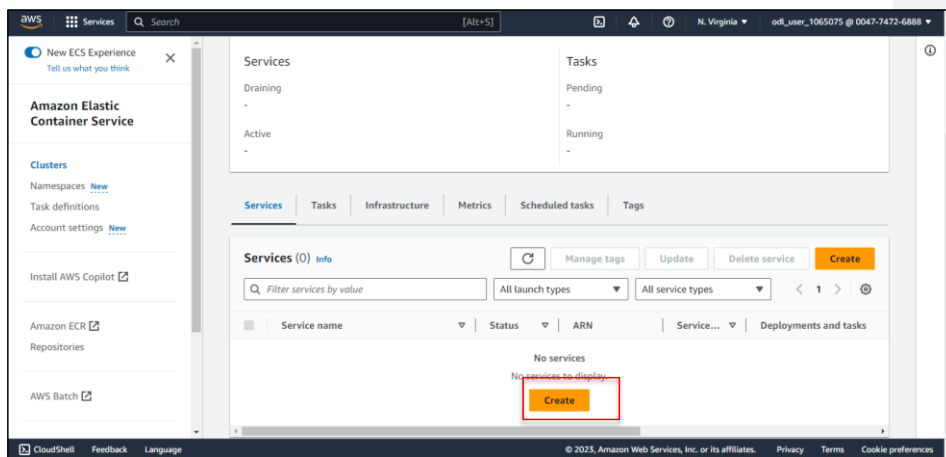 aws Services Search [Alt+S] N. Virginia odl_user_1065075 @ 0047-7472-6888
New ECS Experience
Tell us what you think
Amazon Elastic
Container Service
Clusters
Namespaces New
Task definitions
Account settings New
Install AWS Copilot
Amazon ECR
Repositories
AWS Batch
Services Tasks
Draining Pending
- -
Active Running
- -
Services Tasks Infrastructure Metrics Scheduled tasks Tags
Services (0) Info Manage tags Update Delete service Create
Filter services by value All launch types All service types 1
Service name Status ARN Service... Deployments and tasks
No services
No services to display.
Create
CloudShell Feedback Language © 2023, Amazon Web Services, Inc. or its affiliates. Privacy Terms Cookie preferences